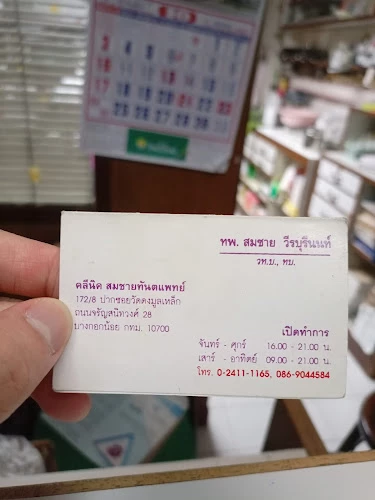 ทพ. สมชาย วีรบุรินนท์
วท.บ., ทบ.
คลีนิค สมชายทันตแพทย์
172/8 ปากซอยวัดดงมูลเหล็ก
ถนนจรัญสนิทวงศ์ 28
บางกอกน้อย กทม. 10700
เปิดทำการ
จันทร์ - ศุกร์ 16.00 - 21.00 น.
เสาร์ - อาทิตย์ 09.00 - 21.00 น.
โทร. 0-2411-1165, 086-9044584